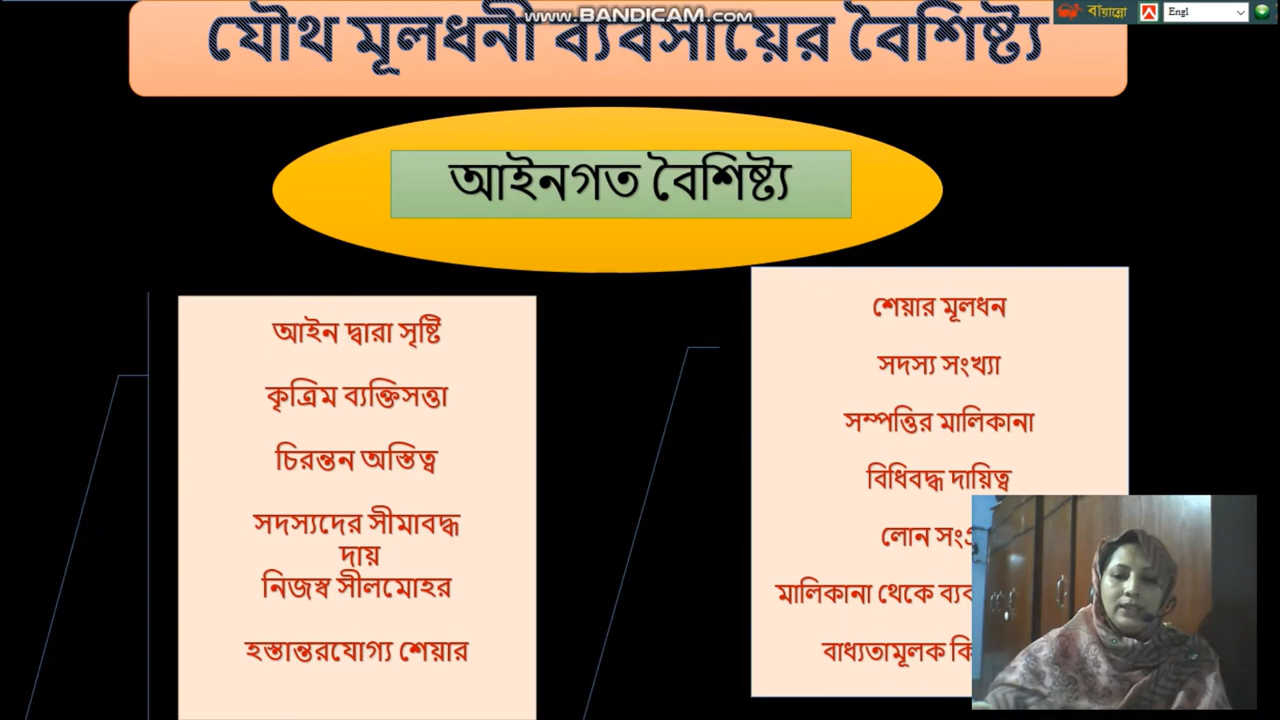 www.BANDICAM.com
বায়ান্নো
Engl
যৌথ মূলধনী ব্যবসায়ের বৈশিষ্ট্য
আইনগত বৈশিষ্ট্য
আইন দ্বারা সৃষ্টি
কৃত্রিম ব্যক্তিসত্তা
চিরন্তন অস্তিত্ব
সদস্যদের সীমাবদ্ধ
দায়
নিজস্ব সীলমোহর
হস্তান্তরযোগ্য শেয়ার
শেয়ার মূলধন
সদস্য সংখ্যা
সম্পত্তির মালিকানা
বিধিবদ্ধ দায়িত্ব
লোন
মালিকানা থেকে
বাধ্যতামূলক